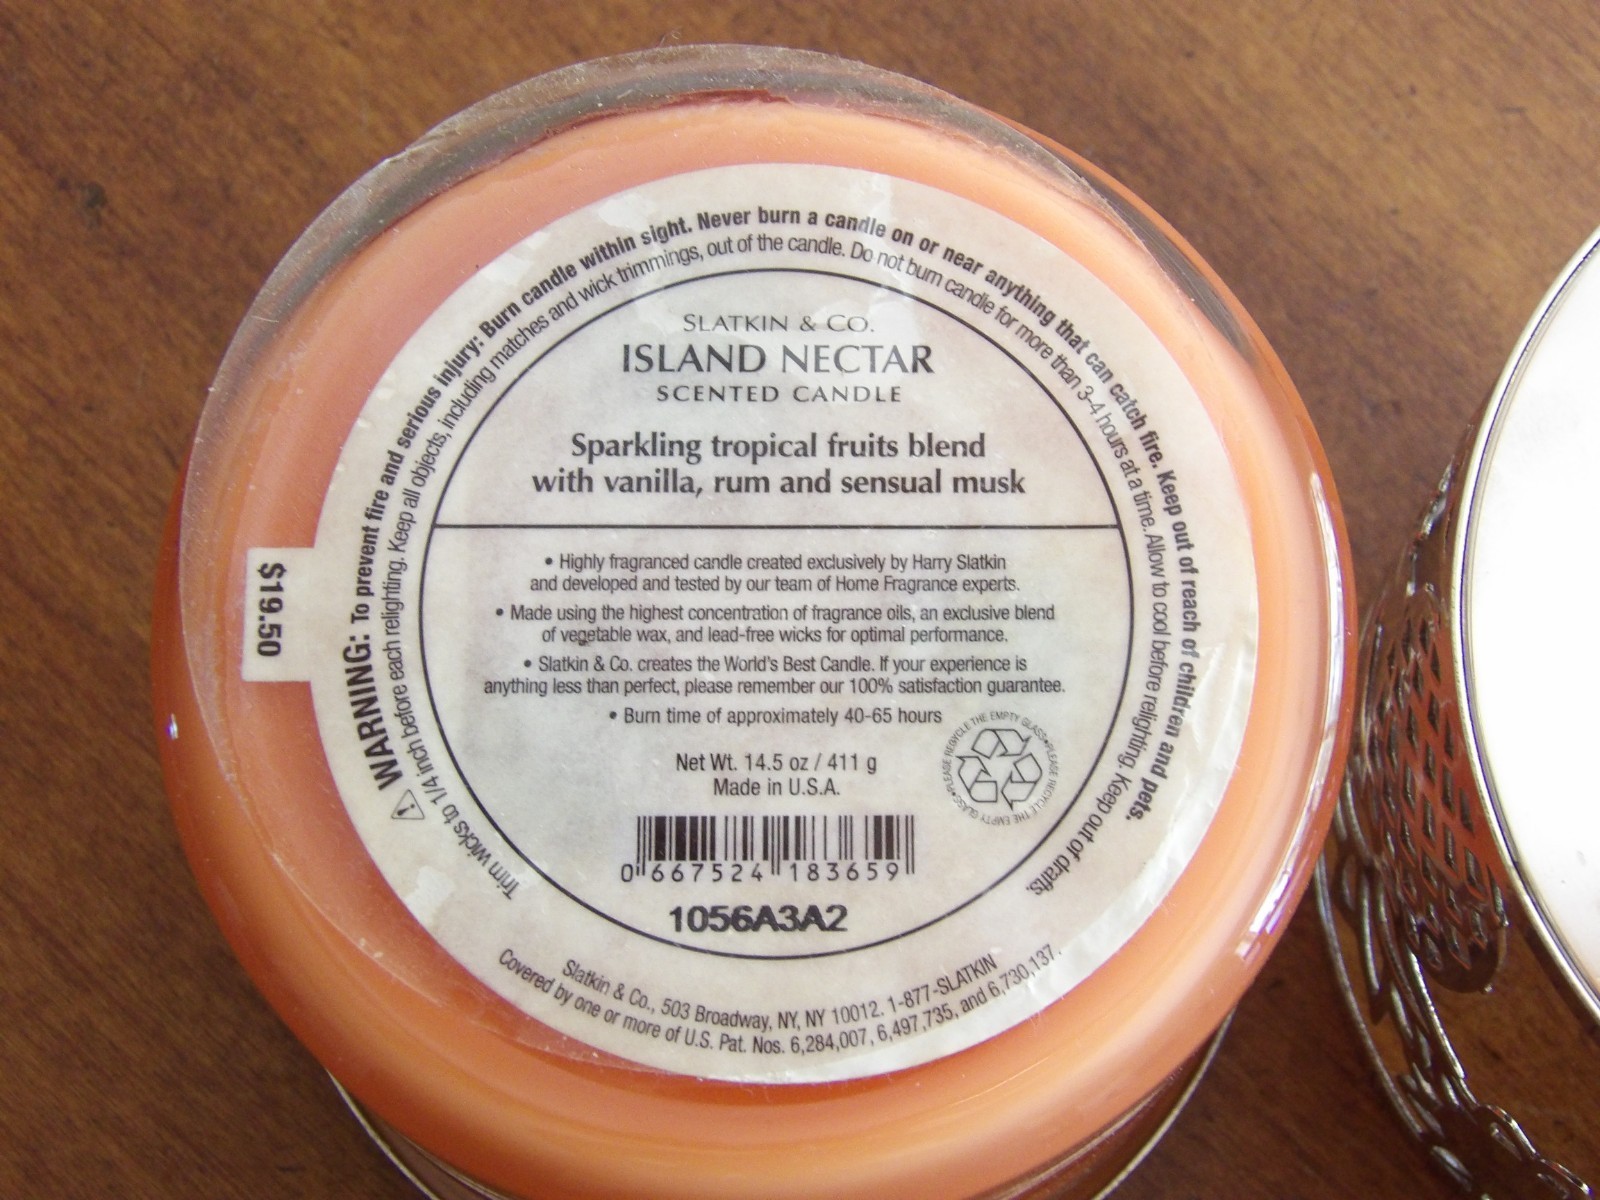 WARNING: To prevent fire and serious injury: Burn candle within sight. Never burn a candle on or near anything that can catch fire. Keep out of reach of children and pets.
Trim wicks to 1/4 inch before each relighting. Keep all objects, including matches and wick trimmings, out of the candle. Do not burn candle for more than 3-4 hours at a time. Allow to cool before relighting. Keep out of drafts.
$19.50
SLATKIN & CO.
ISLAND NECTAR
SCENTED CANDLE
Sparkling tropical fruits blend
with vanilla, rum and sensual musk
• Highly fragranced candle created exclusively by Harry Slatkin
and developed and tested by our team of Home Fragrance experts.
• Made using the highest concentration of fragrance oils, an exclusive blend
of vegetable wax, and lead-free wicks for optimal performance.
• Slatkin & Co. creates the World's Best Candle. If your experience is
anything less than perfect, please remember our 100% satisfaction guarantee.
• Burn time of approximately 40-65 hours
PLEASE RECYCLE THE EMPTY GLASS • PLEASE RECYCLE THE EMPTY GLASS •
Net Wt. 14.5 oz / 411 g
Made in U.S.A.
0 667524 183659
1056A3A2
Slatkin & Co., 503 Broadway, NY, NY 10012. 1-877-SLATKIN
Covered by one or more of U.S. Pat. Nos. 6,284,007, 6,497,735, and 6,730,137.